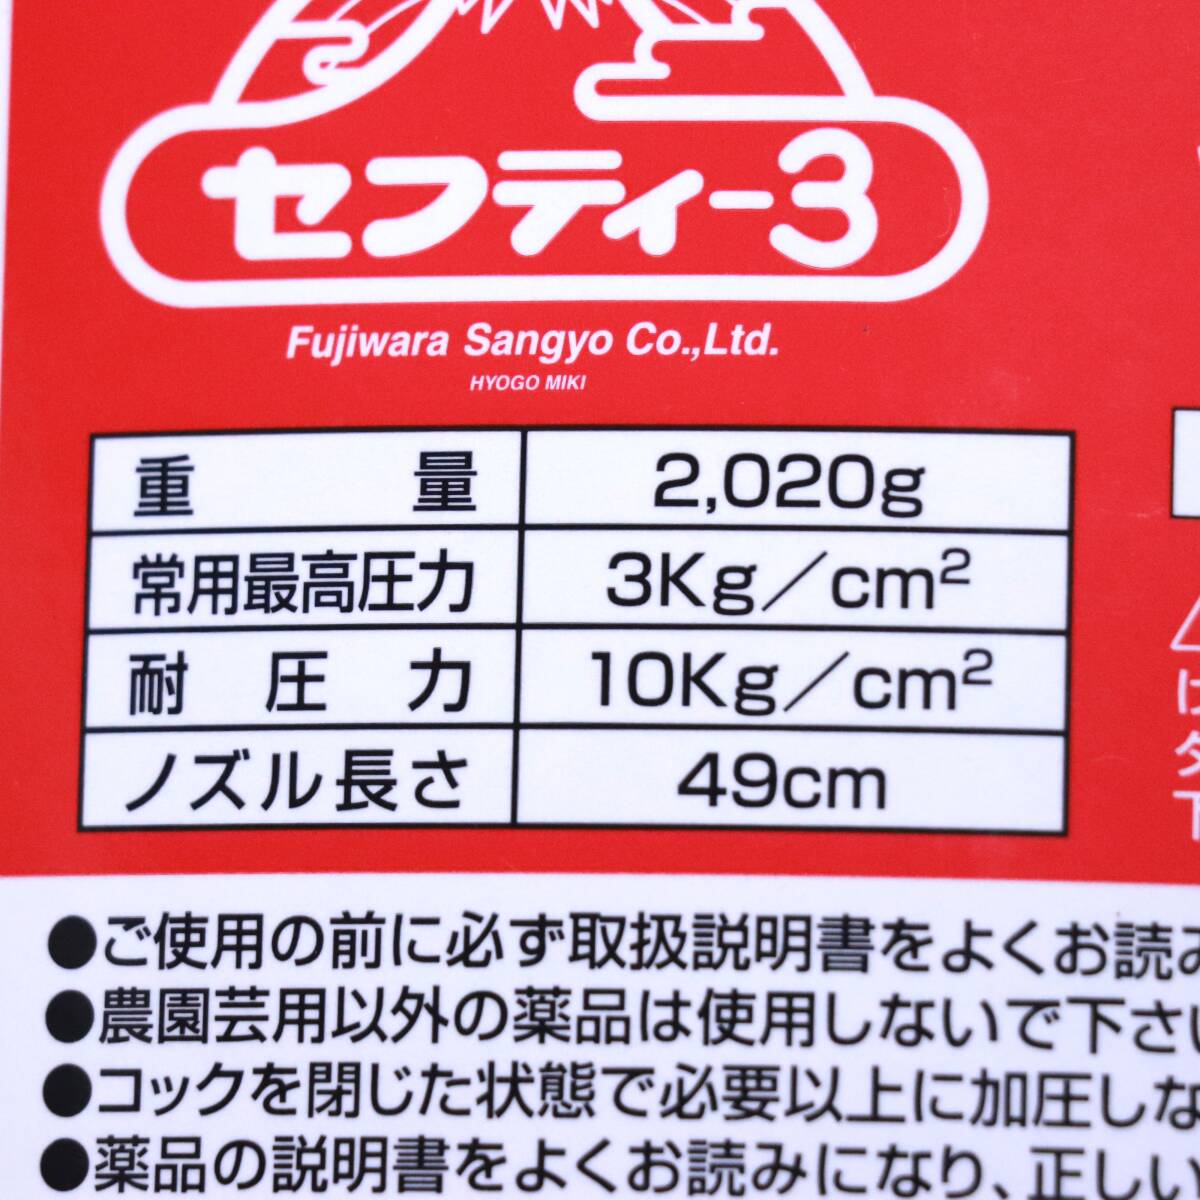 セフティー3
Fujiwara Sangyo Co.,Ltd.
HYOGO MIKI
重量 2,020g
常用最高圧力 3Kg／cm²
耐圧力 10Kg／cm²
ノズル長さ 49cm
●ご使用の前に必ず取扱説明書をよくお読み
●農園芸用以外の薬品は使用しないで下さい
●コックを閉じた状態で必要以上に加圧しな
●薬品の説明書をよくお読みになり、正しい